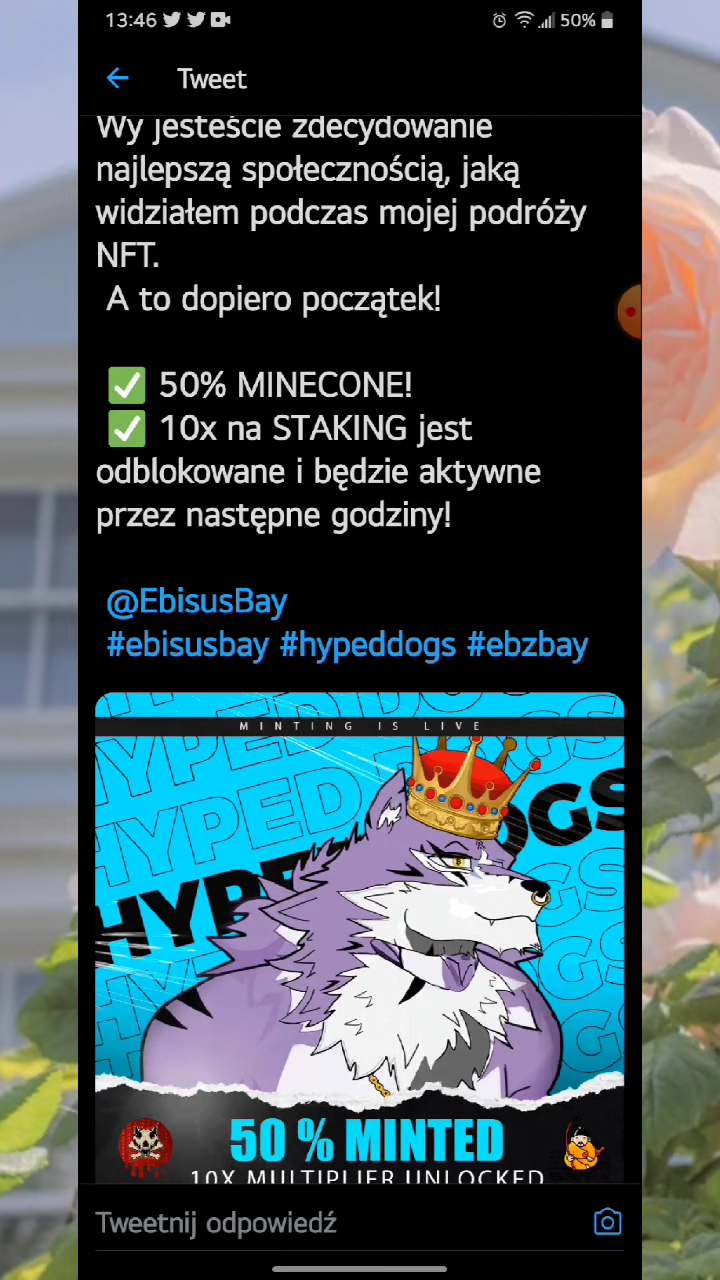 13:46
50%
Tweet
Wy jesteście zdecydowanie
najlepszą społecznością, jaką
widziałem podczas mojej podróży
NFT.
A to dopiero początek!
✅ 50% MINECONE!
✅ 10x na STAKING jest
odblokowane i będzie aktywne
przez następne godziny!
@EbisusBay
#ebisusbay #hypeddogs #ebzbay
MINTING IS LIVE
HYPED DOGS
50 % MINTED
10X MULTIPLIER UNLOCKED
Tweetnij odpowiedź